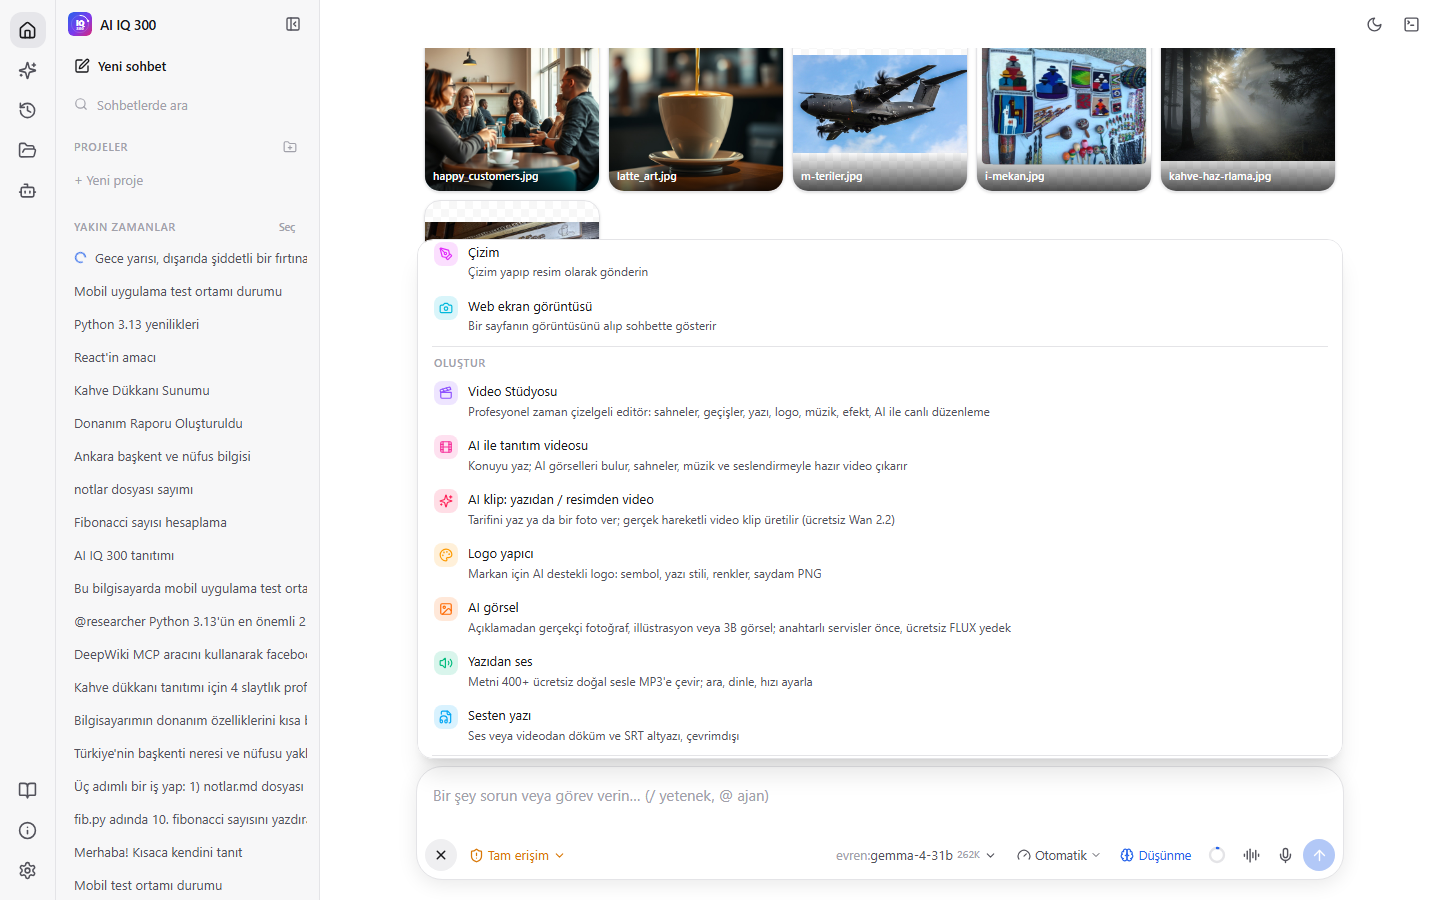 AI IQ 300
Yeni sohbet
Sohbetlerde ara
PROJELER
+ Yeni proje
YAKIN ZAMANLAR
Seç
Gece yarısı, dışarıda şiddetli bir fırtına
Mobil uygulama test ortamı durumu
Python 3.13 yenilikleri
React'in amacı
Kahve Dükkanı Sunumu
Donanım Raporu Oluşturuldu
Ankara başkent ve nüfus bilgisi
notlar dosyası sayımı
Fibonacci sayısı hesaplama
AI IQ 300 tanıtımı
Bu bilgisayarda mobil uygulama test orta
@researcher Python 3.13'ün en önemli 2
DeepWiki MCP aracını kullanarak faceboo
Kahve dükkanı tanıtımı için 4 slaytlık prof
Bilgisayarımın donanım özelliklerini kısa b
Türkiye'nin başkenti neresi ve nüfusu yakl
Üç adımlı bir iş yap: 1) notlar.md dosyası
fib.py adında 10. fibonacci sayısını yazdır
Merhaba! Kısaca kendini tanıt
Mobil test ortamı durumu
happy_customers.jpg
latte_art.jpg
m-teriler.jpg
i-mekan.jpg
kahve-haz-rlama.jpg
Çizim
Çizim yapıp resim olarak gönderin
Web ekran görüntüsü
Bir sayfanın görüntüsünü alıp sohbette gösterir
OLUŞTUR
Video Stüdyosu
Profesyonel zaman çizelgeli editör: sahneler, geçişler, yazı, logo, müzik, efekt, AI ile canlı düzenleme
AI ile tanıtım videosu
Konuyu yaz; AI görselleri bulur, sahneler, müzik ve seslendirmeyle hazır video çıkarır
AI klip: yazıdan / resimden video
Tarifini yaz ya da bir foto ver; gerçek hareketli video klip üretilir (ücretsiz Wan 2.2)
Logo yapıcı
Markan için AI destekli logo: sembol, yazı stili, renkler, saydam PNG
AI görsel
Açıklamadan gerçekçi fotoğraf, illüstrasyon veya 3B görsel; anahtarlı servisler önce, ücretsiz FLUX yedek
Yazıdan ses
Metni 400+ ücretsiz doğal sesle MP3'e çevir; ara, dinle, hızı ayarla
Sesten yazı
Ses veya videodan döküm ve SRT altyazı, çevrimdışı
Bir şey sorun veya görev verin... (/ yetenek, @ ajan)
Tam erişim
evren:gemma-4-31b 262K
Otomatik
Düşünme